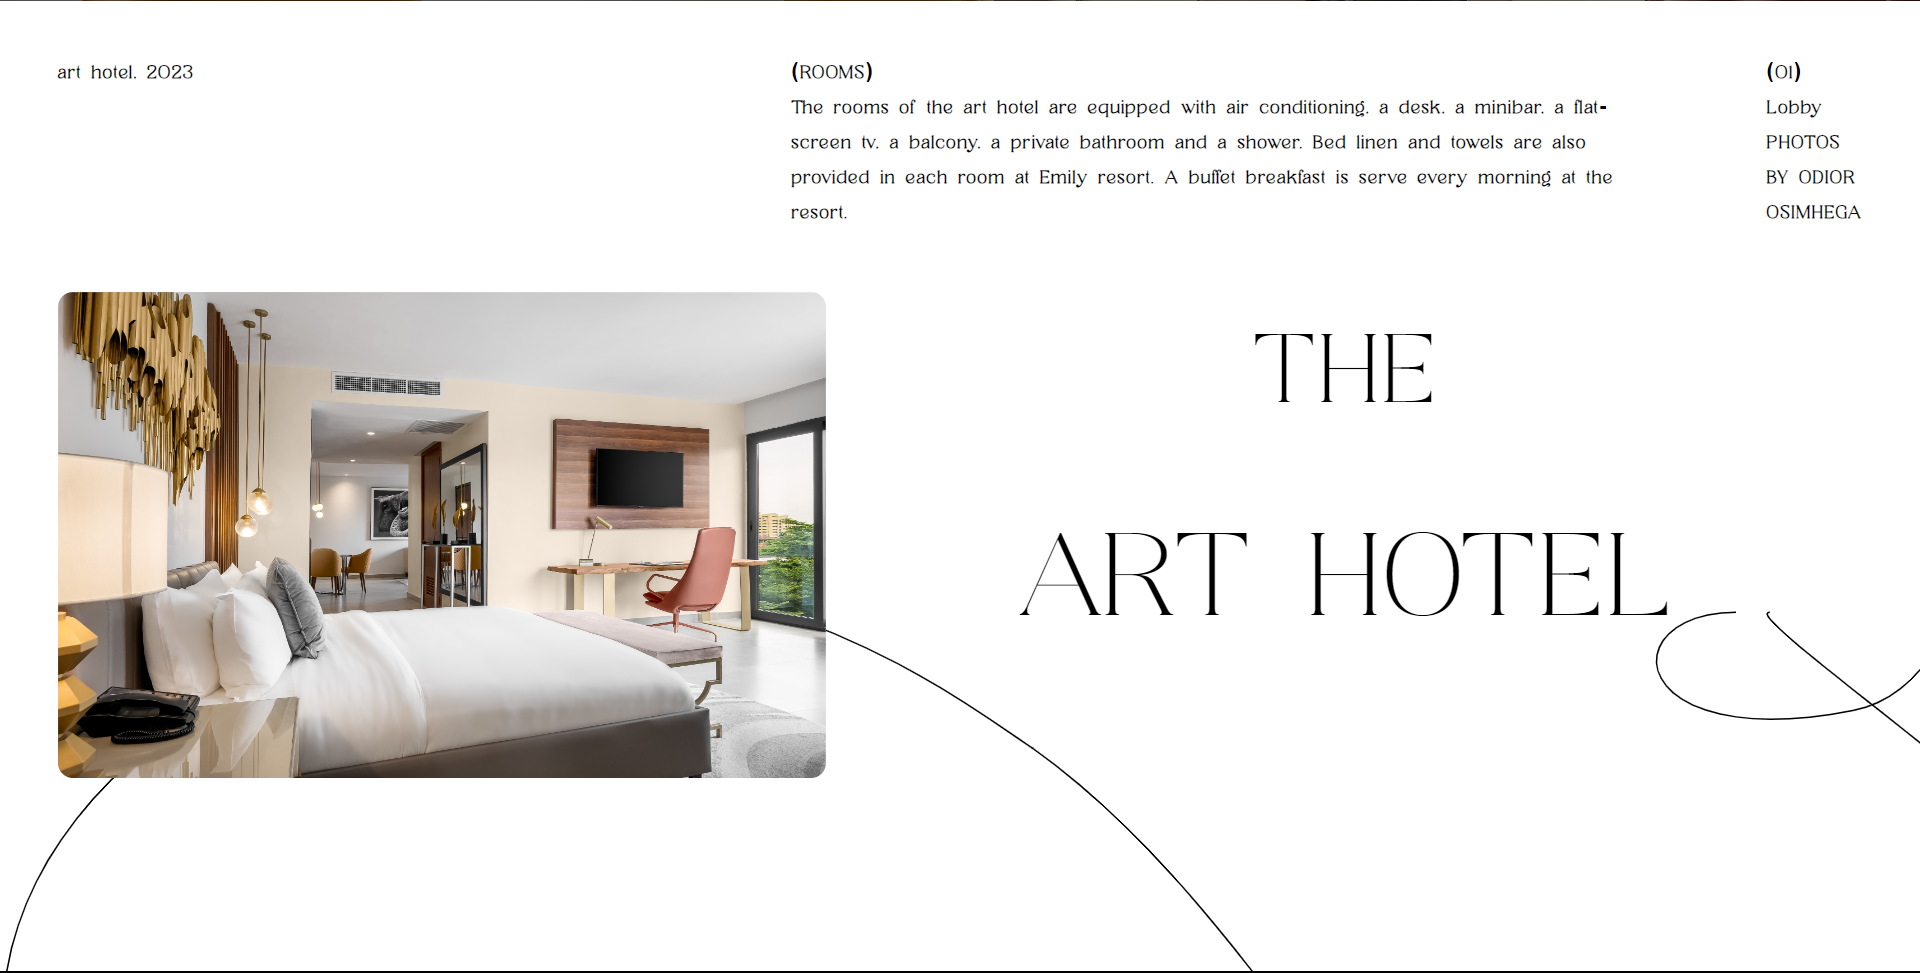 art hotel. 2023
(ROOMS)
The rooms of the art hotel are equipped with air conditioning. a desk. a minibar. a flat-
screen tv. a balcony. a private bathroom and a shower. Bed linen and towels are also
provided in each room at Emily resort. A buffet breakfast is serve every morning at the
resort.
(01)
Lobby
PHOTOS
BY ODIOR
OSIMHEGA
THE
ART HOTEL